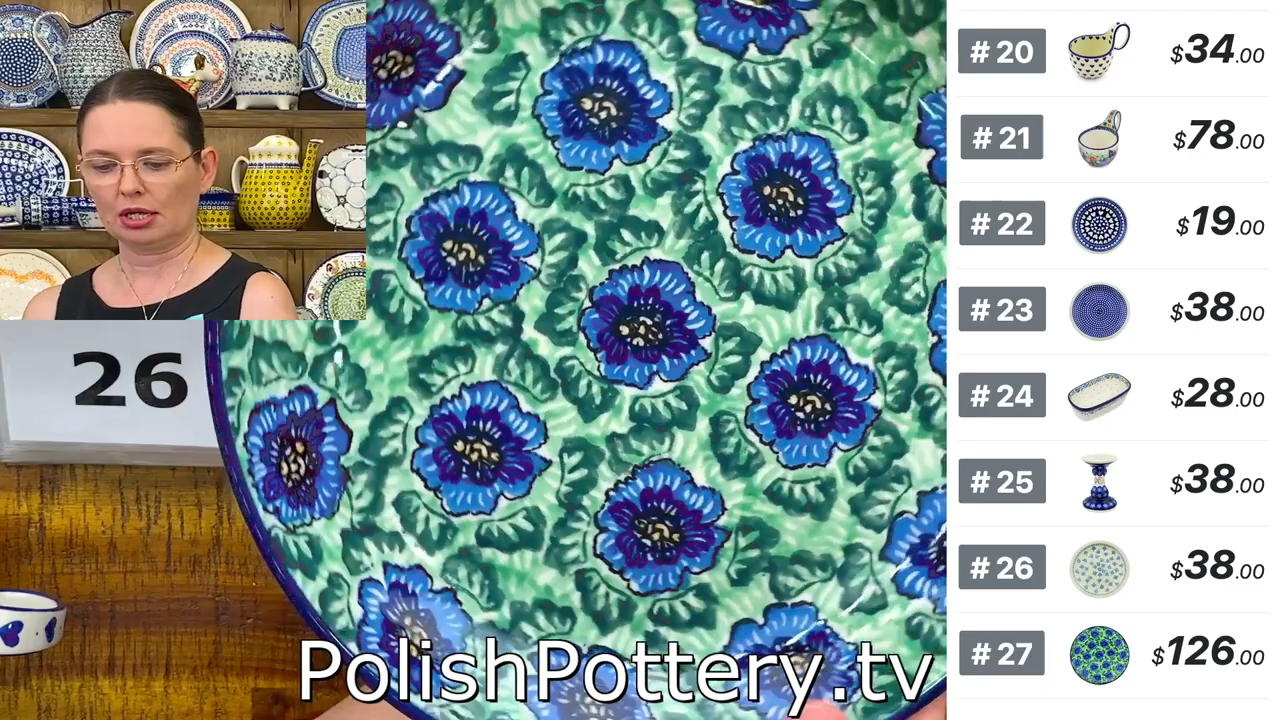 26
PolishPottery.tv
# 20 $34.00
# 21 $78.00
# 22 $19.00
# 23 $38.00
# 24 $28.00
# 25 $38.00
# 26 $38.00
# 27 $126.00